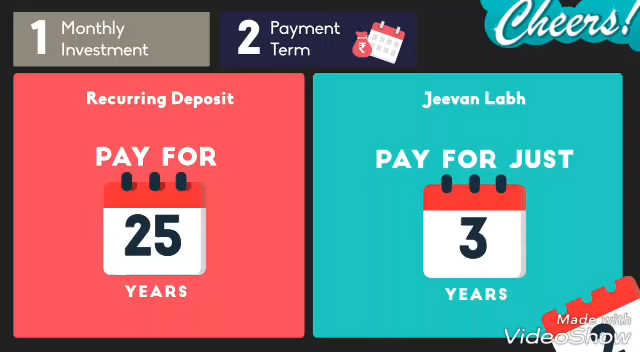 Cheers!
1 Monthly
Investment
2 Payment
Term
₹
Recurring Deposit
PAY FOR
25
YEARS
Jeevan Labh
PAY FOR JUST
3
YEARS
Made with
VideoShow